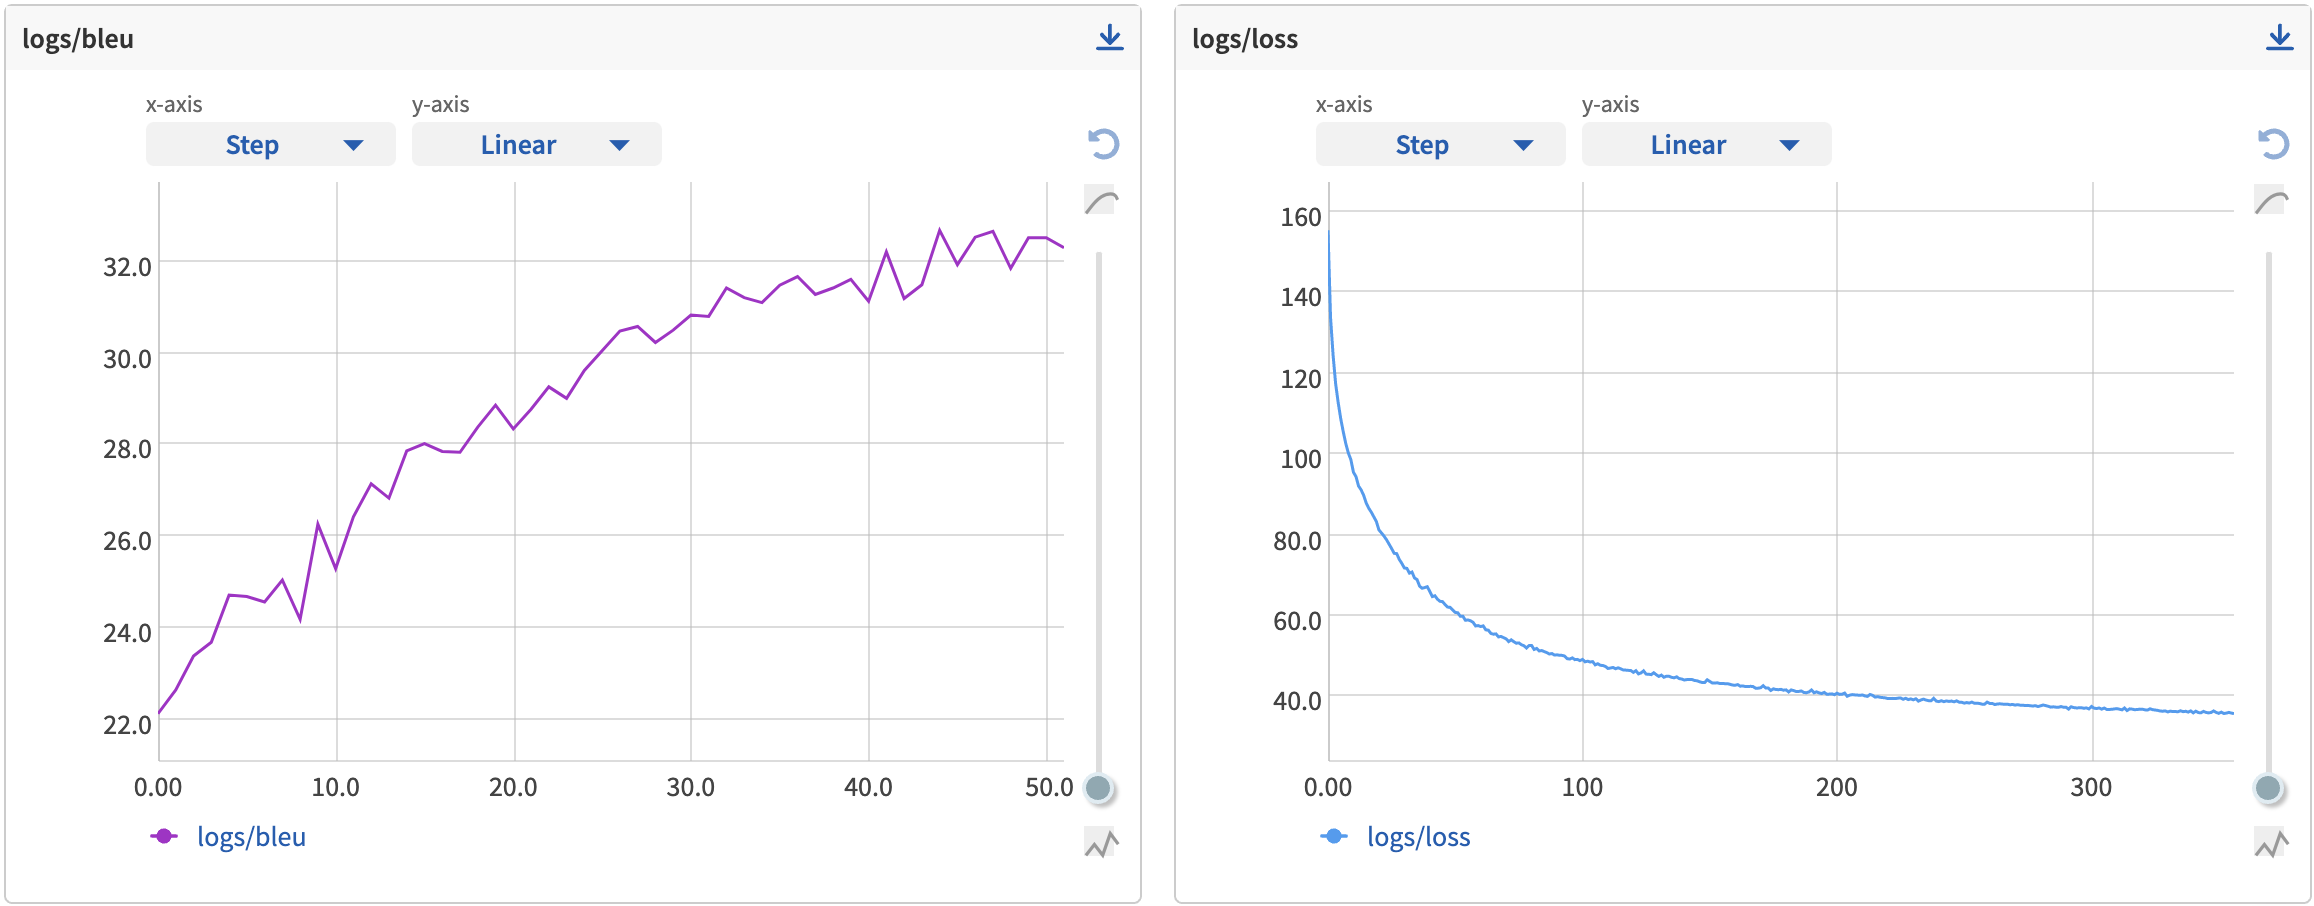 logs/bleu
x-axis
y-axis
Step
Linear
32.0
30.0
28.0
26.0
24.0
22.0
0.00 10.0 20.0 30.0 40.0 50.0
logs/bleu
logs/loss
x-axis
y-axis
Step
Linear
160
140
120
100
80.0
60.0
40.0
0.00 100 200 300
logs/loss